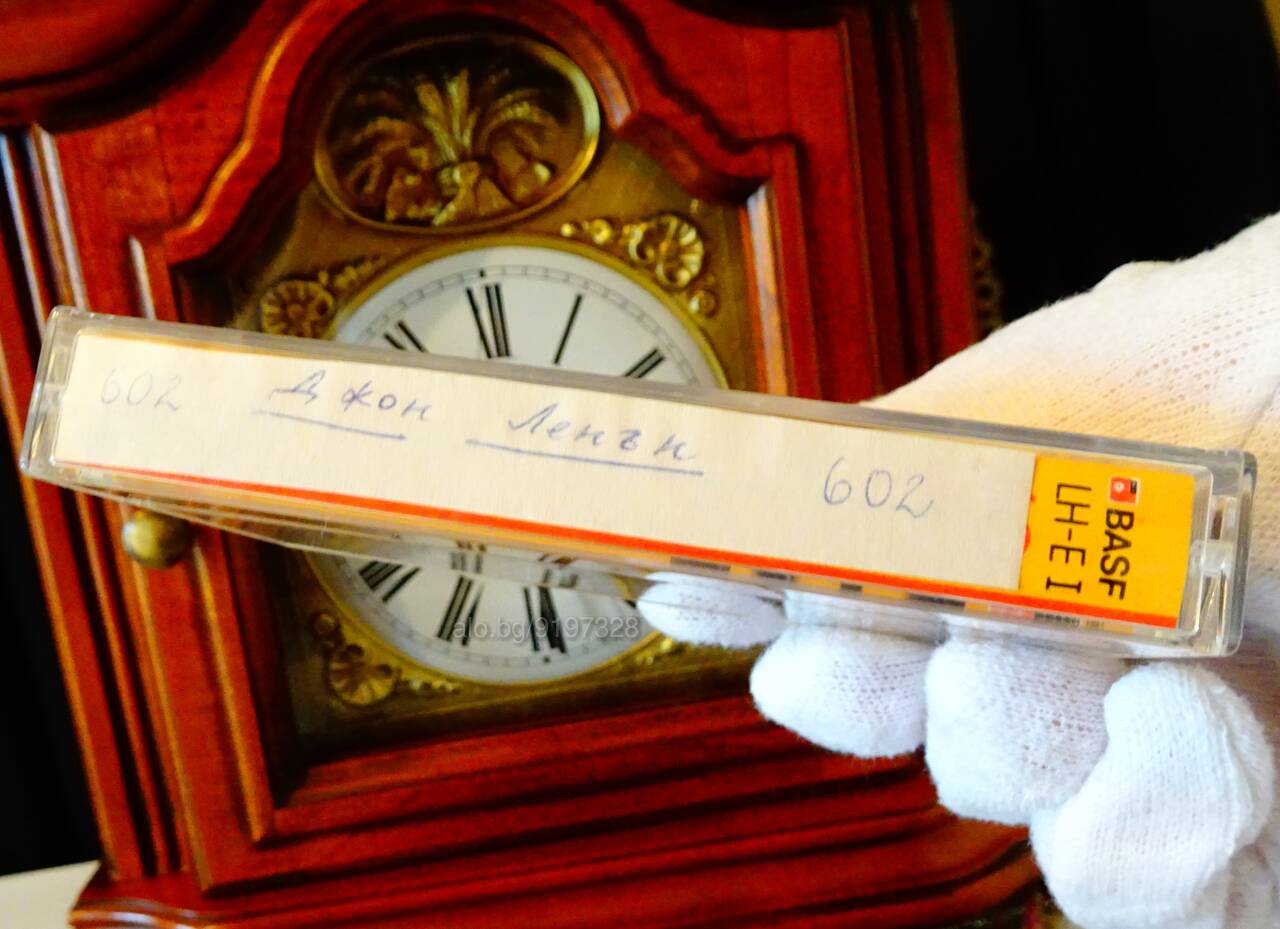 602 Джон Ленън 602
BASF
LH-E I
alo.bg/9197328